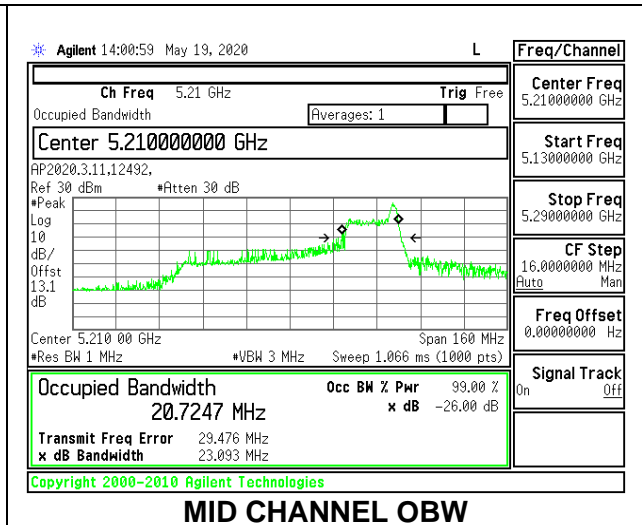 Agilent 14:00:59 May 19, 2020 L Freq/Channel
Ch Freq 5.21 GHz Trig Free
Occupied Bandwidth Averages: 1
Center 5.210000000 GHz
AP2020.3.11,12492,
Ref 30 dBm #Atten 30 dB
#Peak
Log
10
dB/
Offst
13.1
dB
Center 5.210 00 GHz Span 160 MHz
#Res BW 1 MHz #VBW 3 MHz Sweep 1.066 ms (1000 pts)
Occupied Bandwidth Occ BW % Pwr 99.00 %
20.7247 MHz x dB -26.00 dB
Transmit Freq Error 29.476 MHz
x dB Bandwidth 23.093 MHz
Copyright 2000-2010 Agilent Technologies
Center Freq
5.21000000 GHz
Start Freq
5.13000000 GHz
Stop Freq
5.29000000 GHz
CF Step
16.0000000 MHz
Auto Man
Freq Offset
0.00000000 Hz
Signal Track
On Off
MID CHANNEL OBW